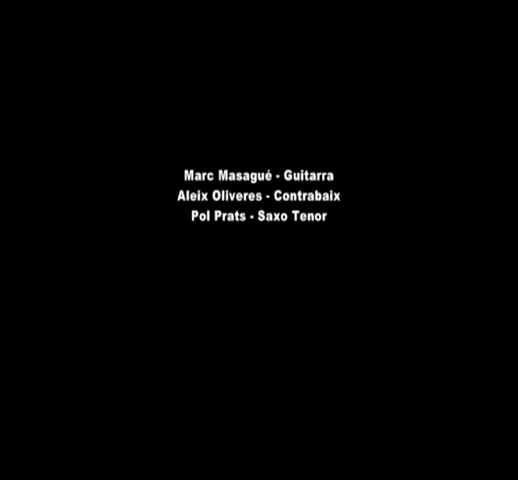 Marc Masagué - Guitarra
Aleix Oliveres - Contrabaix
Pol Prats - Saxo Tenor